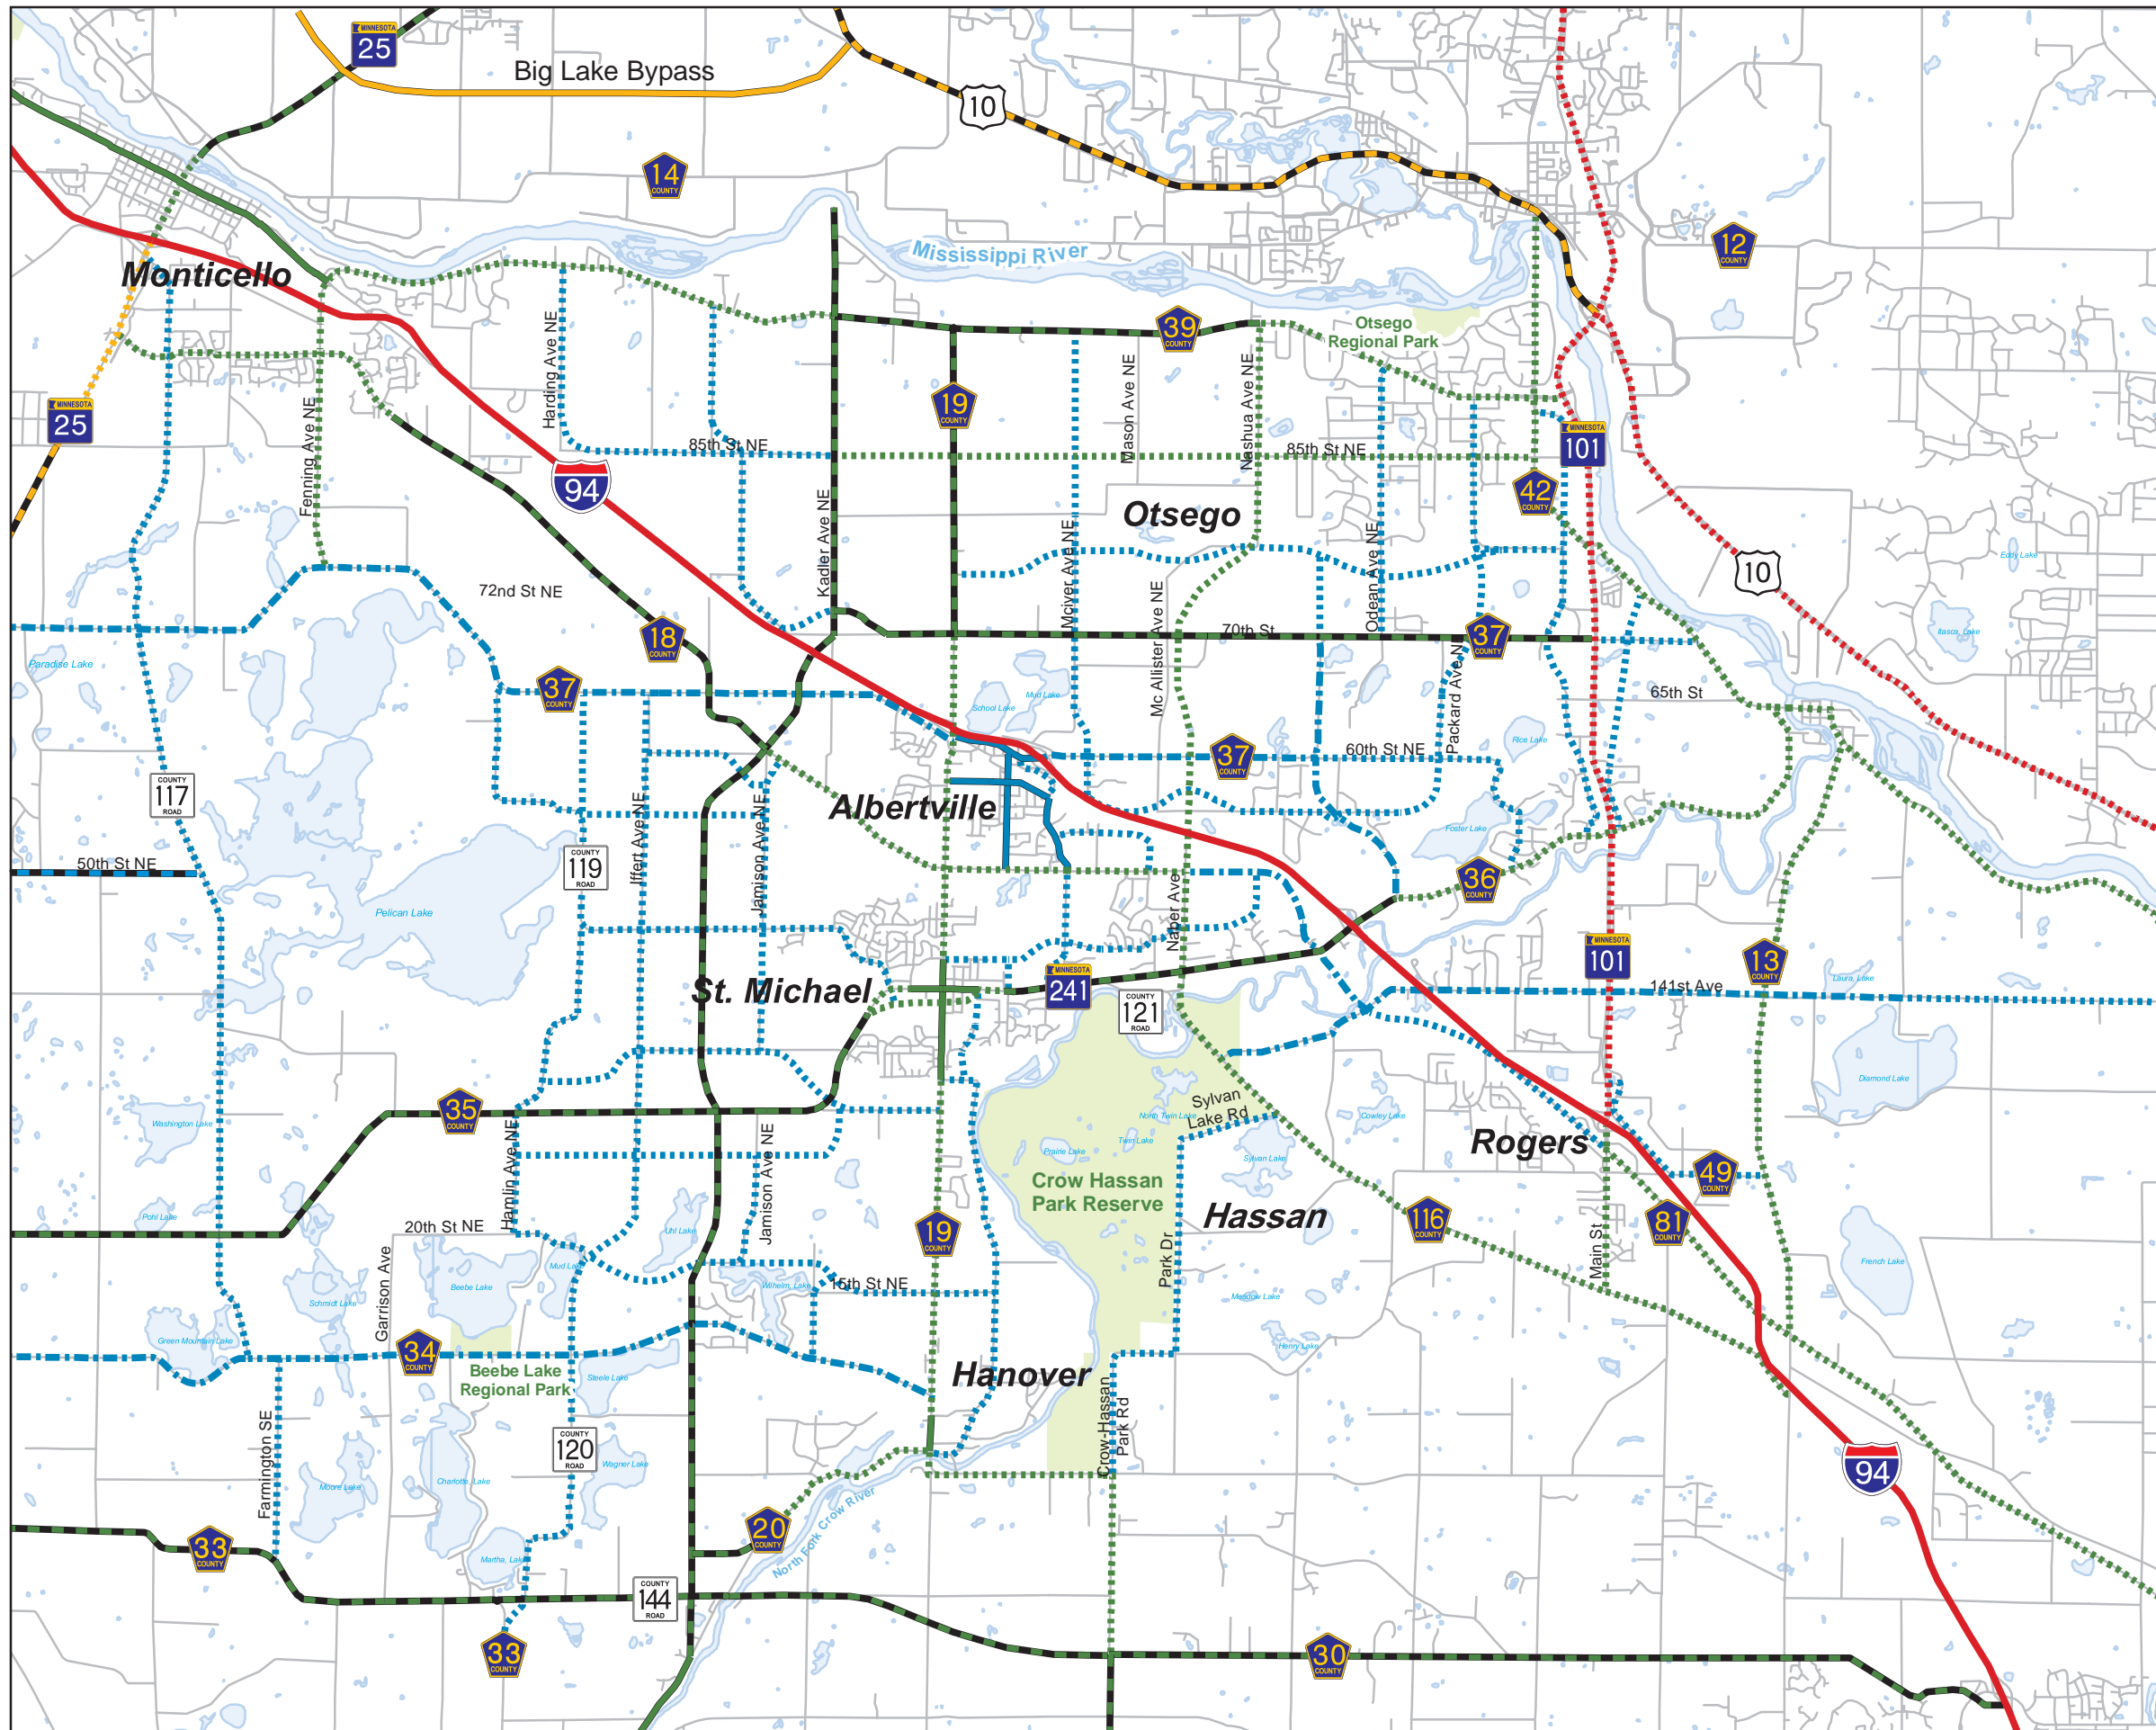 MINNESOTA
25
Big Lake Bypass
10
14
COUNTY
12
COUNTY
Mississippi River
Monticello
39
COUNTY
Otsego
Regional Park
Harding Ave NE
Mason Ave NE
Nashua Ave NE
MINNESOTA
25
19
COUNTY
Fenning Ave NE
85th St NE
85th St NE
MINNESOTA
101
94
42
COUNTY
Otsego
Kadler Ave NE
Mciver Ave NE
Odean Ave NE
Eddy Lake
10
72nd St NE
Mc Allister Ave NE
18
COUNTY
70th St
37
COUNTY
Itasca, Lake
Paradise Lake
Packard Ave NE
37
COUNTY
Mud Lake
School Lake
65th St
Rice Lake
37
COUNTY
60th St NE
COUNTY
117
ROAD
Albertville
Iffert Ave NE
Jamison Ave NE
Foster Lake
50th St NE
COUNTY
119
ROAD
36
COUNTY
Pelican Lake
Naber Ave
St. Michael
MINNESOTA
241
COUNTY
121
ROAD
MINNESOTA
101
13
COUNTY
Laura, Lake
141st Ave
Diamond Lake
35
COUNTY
Washington Lake
Sylvan
Lake Rd
North Twin Lake
Cowley Lake
Twin Lake
Prairie Lake
Sylvan Lake
Rogers
Hamlin Ave NE
Jamison Ave NE
Crow Hassan
Park Reserve
49
COUNTY
Pohl Lake
20th St NE
Uhl Lake
19
COUNTY
Hassan
116
COUNTY
81
COUNTY
Main St
Garrison Ave
Mud Lake
Beebe Lake
Wilhelm, Lake
15th St NE
Park Dr
Meadow Lake
French Lake
Schmidt Lake
Green Mountain Lake
Henry Lake
34
COUNTY
Beebe Lake
Regional Park
Steele Lake
Hanover
Crow-Hassan
Park Rd
Farmington SE
COUNTY
120
ROAD
Wagner Lake
Charlotte, Lake
Moore Lake
94
North Fork Crow River
20
COUNTY
33
COUNTY
Martha, Lake
COUNTY
144
ROAD
33
COUNTY
30
COUNTY